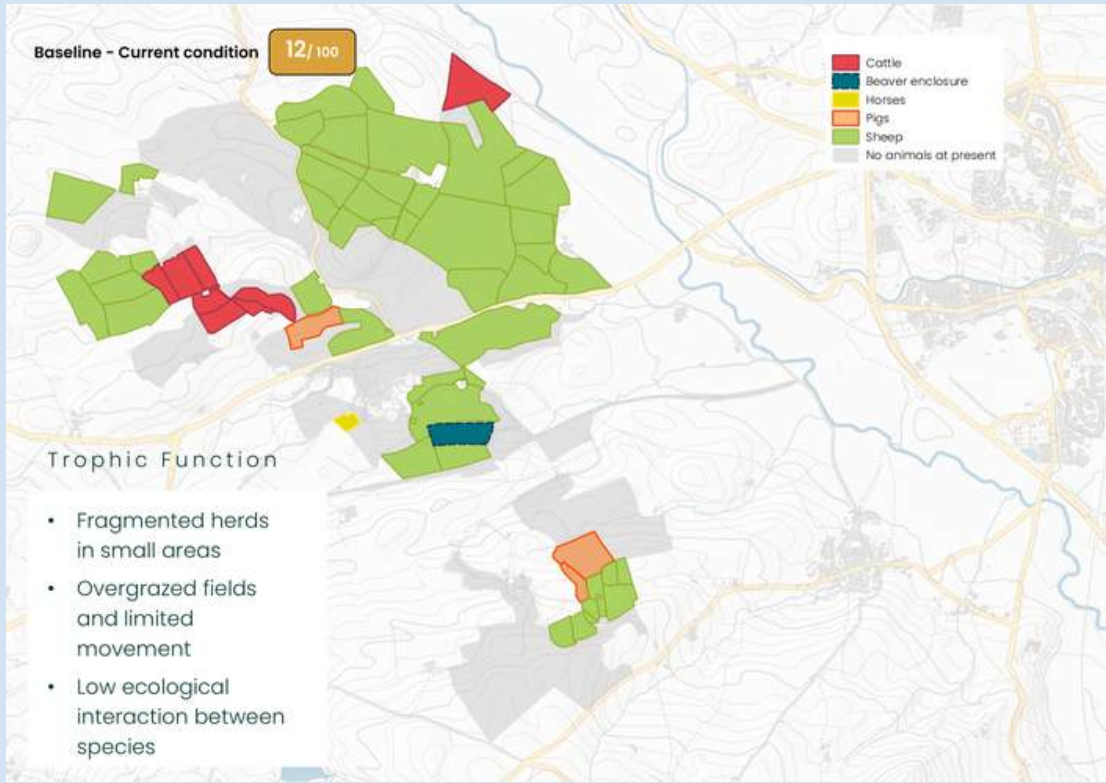 Baseline - Current condition
12/100
Cattle
Beaver enclosure
Horses
Pigs
Sheep
No animals at present
Trophic Function
• Fragmented herds
in small areas
• Overgrazed fields
and limited
movement
• Low ecological
interaction between
species